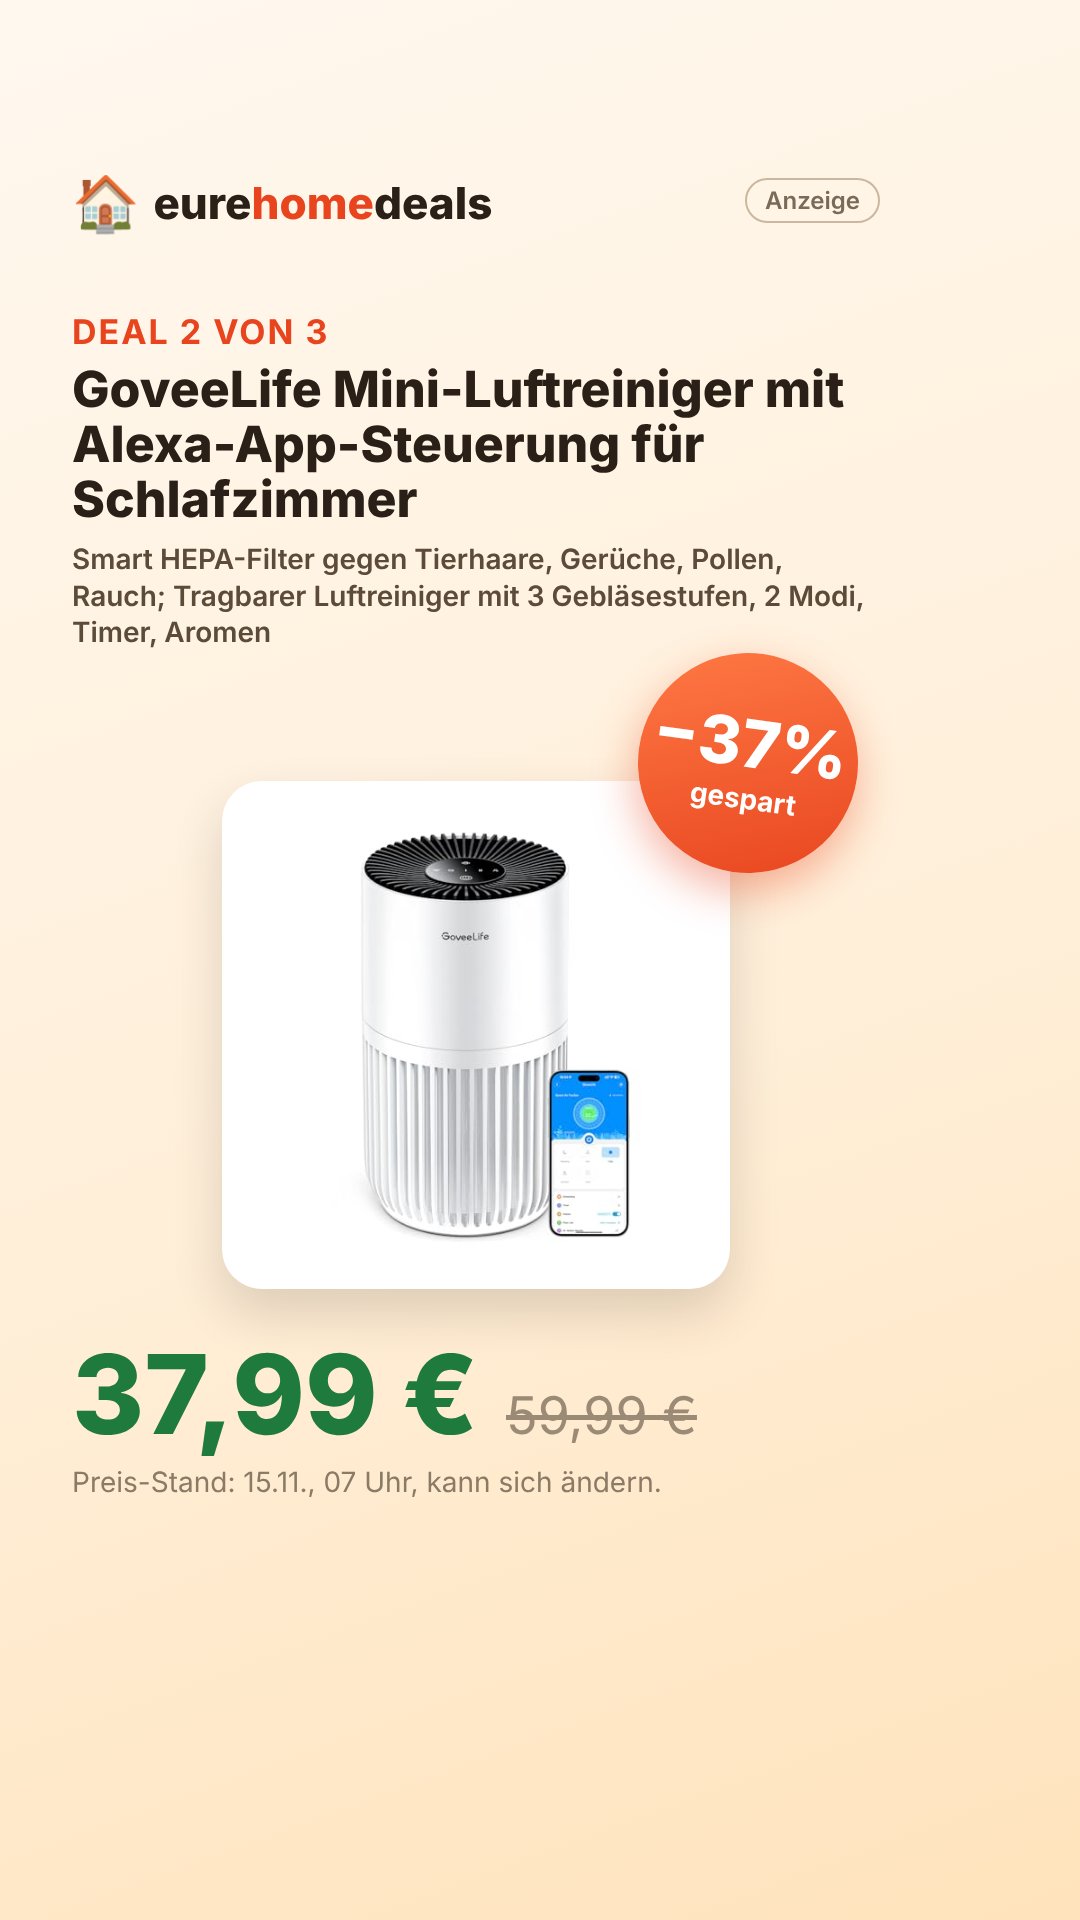 eurehomedeals
Anzeige
DEAL 2 VON 3
GoveeLife Mini-Luftreiniger mit
Alexa-App-Steuerung für
Schlafzimmer
Smart HEPA-Filter gegen Tierhaare, Gerüche, Pollen,
Rauch; Tragbarer Luftreiniger mit 3 Gebläsestufen, 2 Modi,
Timer, Aromen
−37%
gespart
GoveeLife
37,99 € 59,99 €
Preis-Stand: 15.11., 07 Uhr, kann sich ändern.